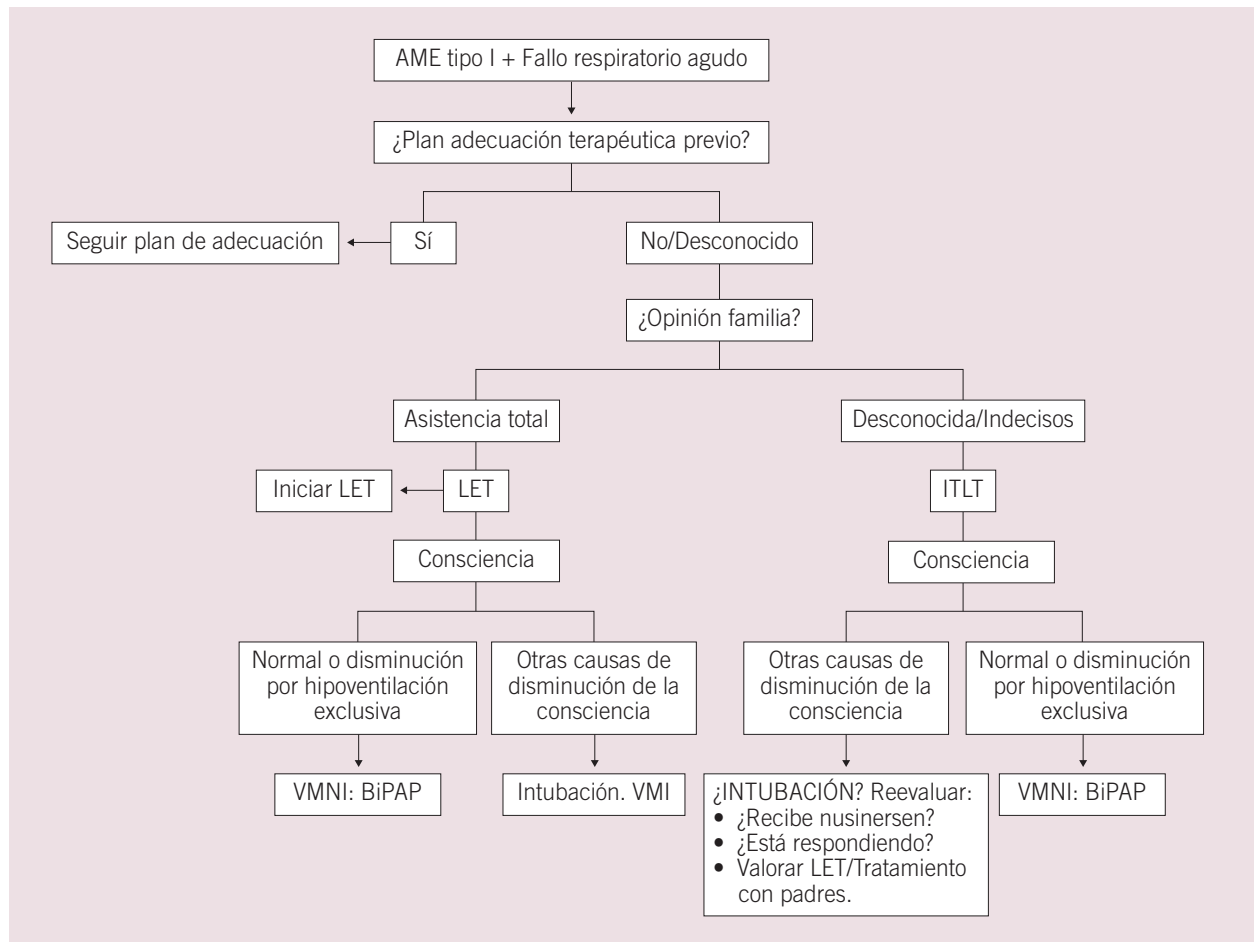 AME tipo I + Fallo respiratorio agudo
¿Plan adecuación terapéutica previo?
Seguir plan de adecuación
Sí
No/Desconocido
¿Opinión familia?
Asistencia total
Desconocida/Indecisos
Iniciar LET
LET
ITLT
Consciencia
Consciencia
Normal o disminución
por hipoventilación
exclusiva
Otras causas de
disminución de la
consciencia
Otras causas de
disminución de la
consciencia
Normal o disminución
por hipoventilación
exclusiva
VMNI: BiPAP
Intubación. VMI
¿INTUBACIÓN? Reevaluar:
• ¿Recibe nusinersen?
• ¿Está respondiendo?
• Valorar LET/Tratamiento
con padres.
VMNI: BiPAP